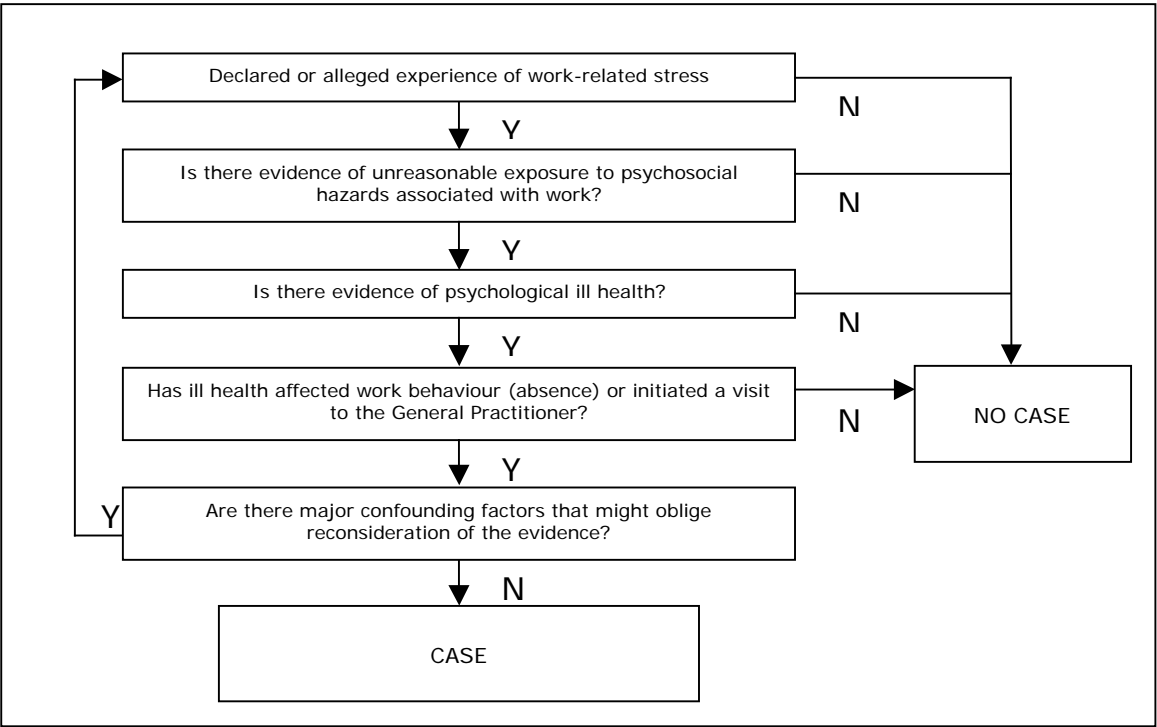 Declared or alleged experience of work-related stress
N
Y
Is there evidence of unreasonable exposure to psychosocial
hazards associated with work?
N
Y
Is there evidence of psychological ill health?
N
Y
Has ill health affected work behaviour (absence) or initiated a visit
to the General Practitioner?
N
NO CASE
Y
Are there major confounding factors that might oblige
reconsideration of the evidence?
Y
N
CASE